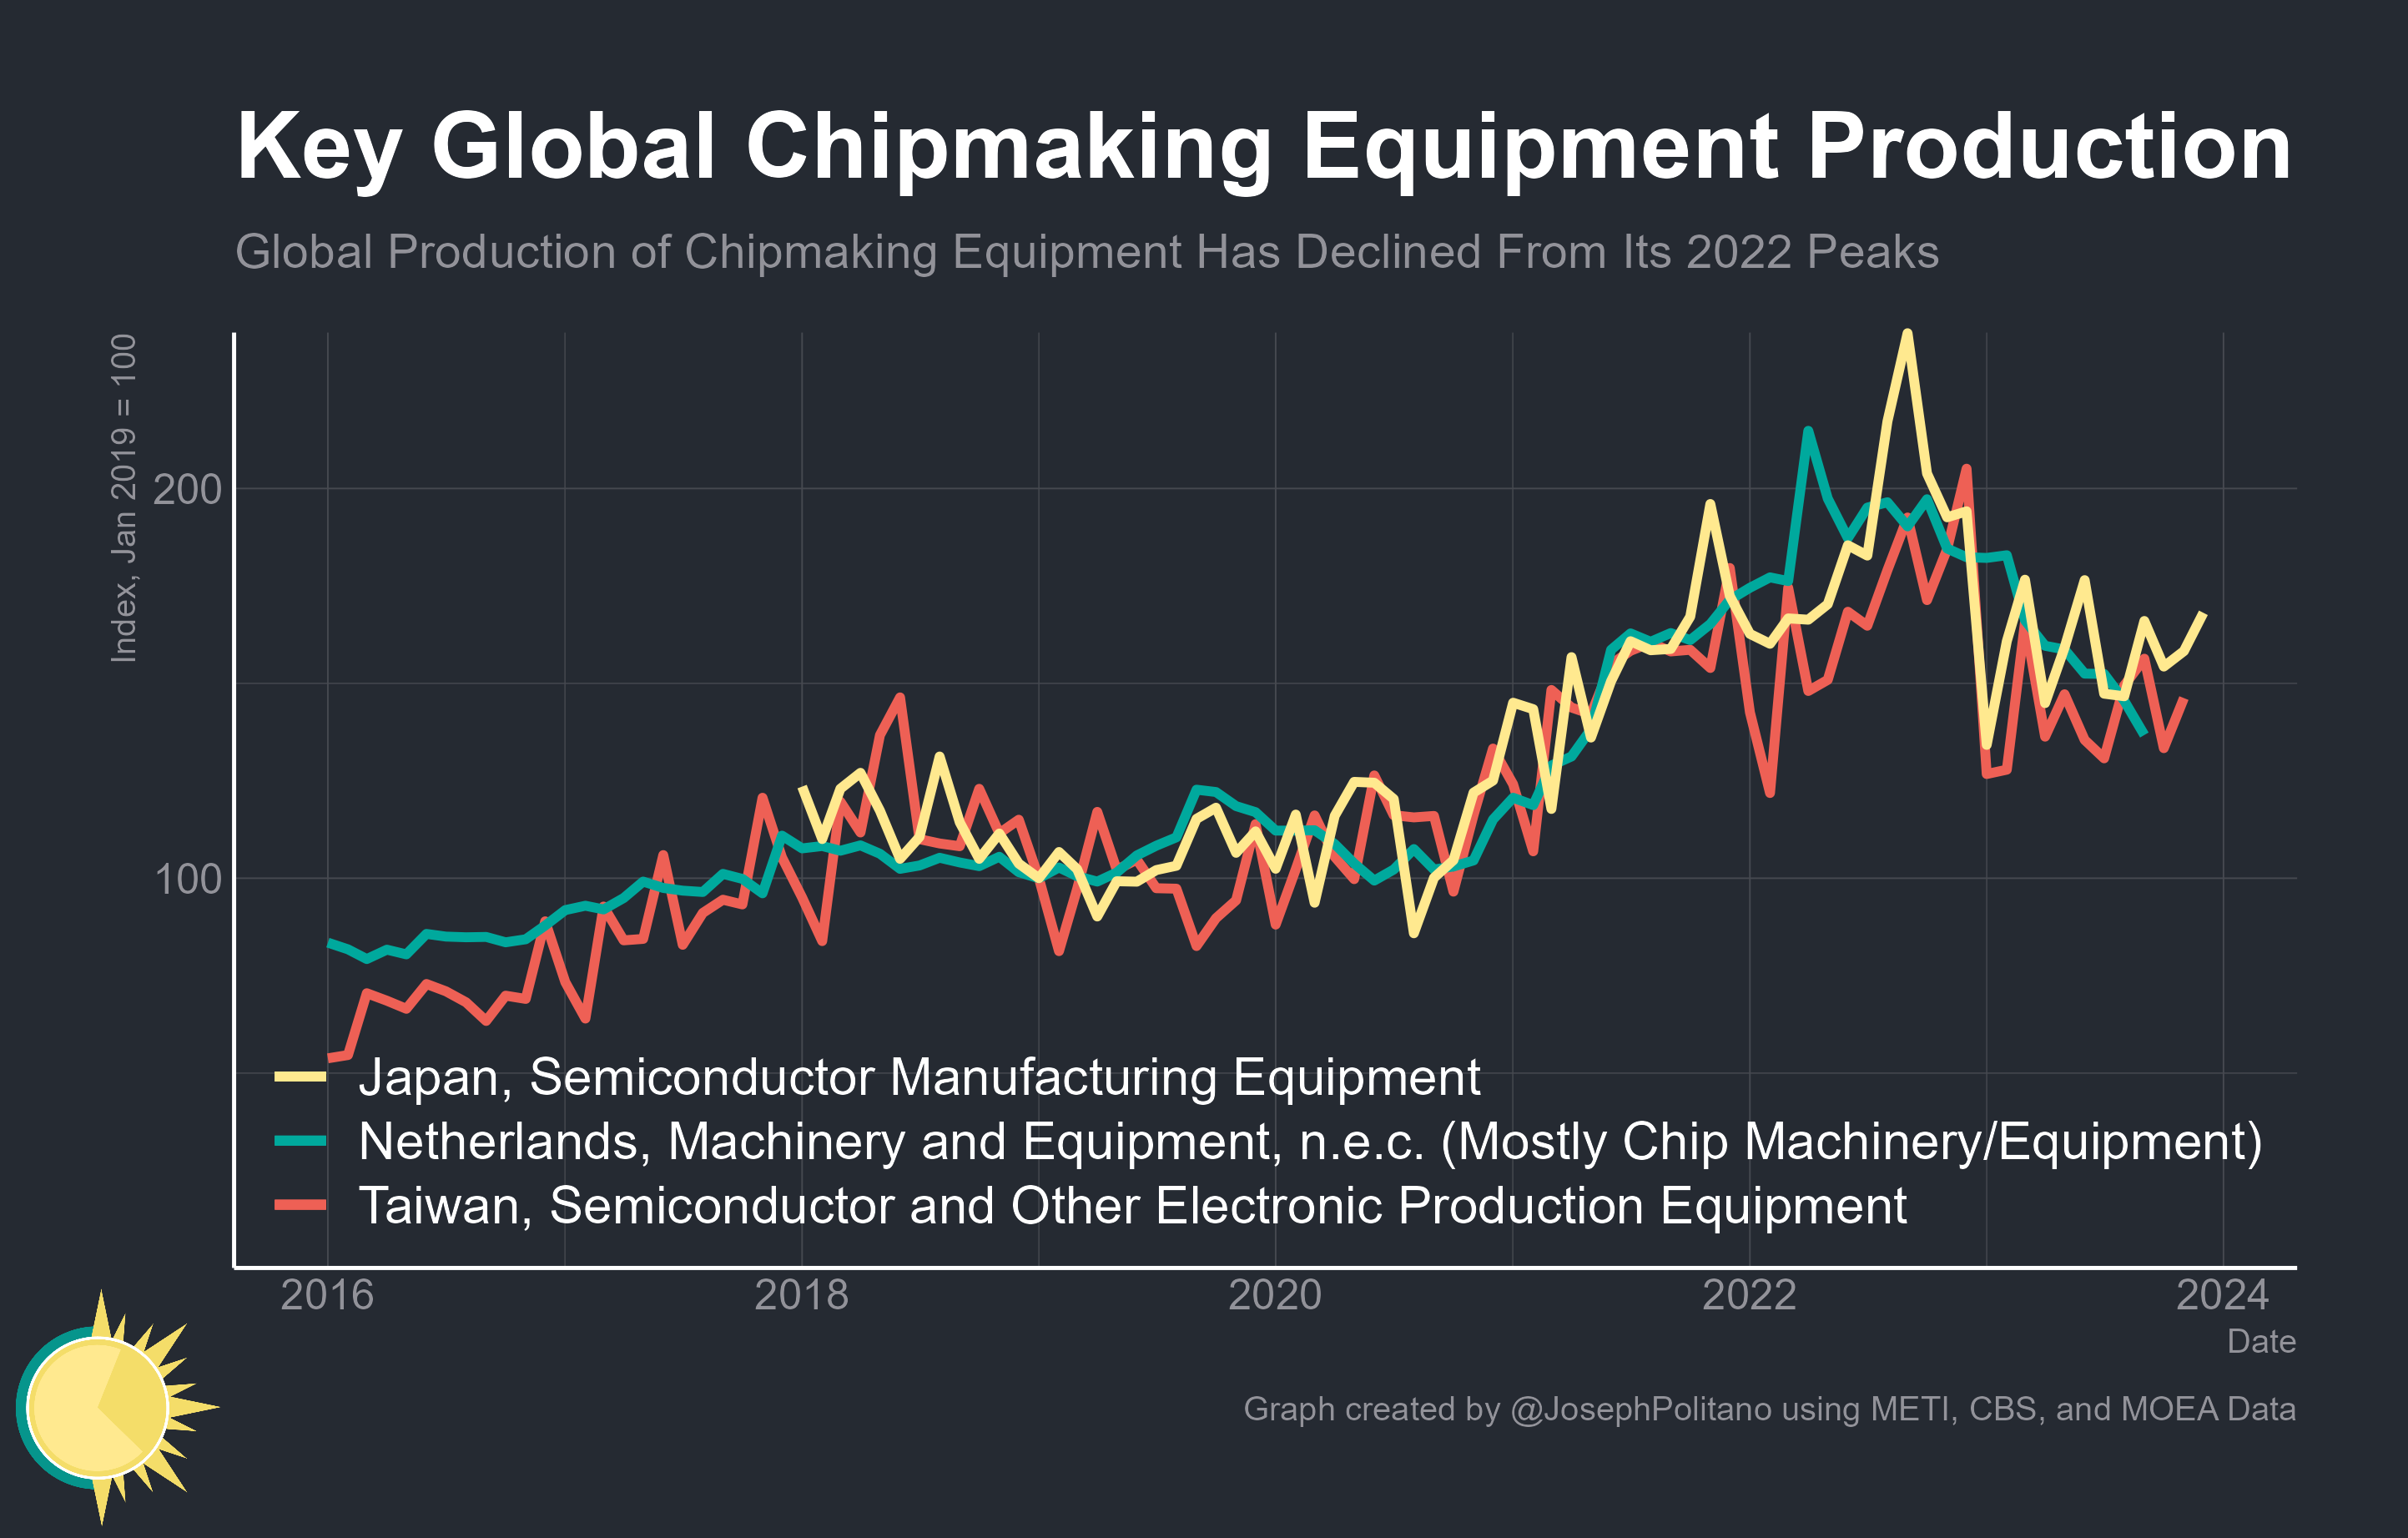 Key Global Chipmaking Equipment Production
Global Production of Chipmaking Equipment Has Declined From Its 2022 Peaks
Index, Jan 2019 = 100
200
100
Japan, Semiconductor Manufacturing Equipment
Netherlands, Machinery and Equipment, n.e.c. (Mostly Chip Machinery/Equipment)
Taiwan, Semiconductor and Other Electronic Production Equipment
2016 2018 2020 2022 2024
Date
Graph created by @JosephPolitano using METI, CBS, and MOEA Data